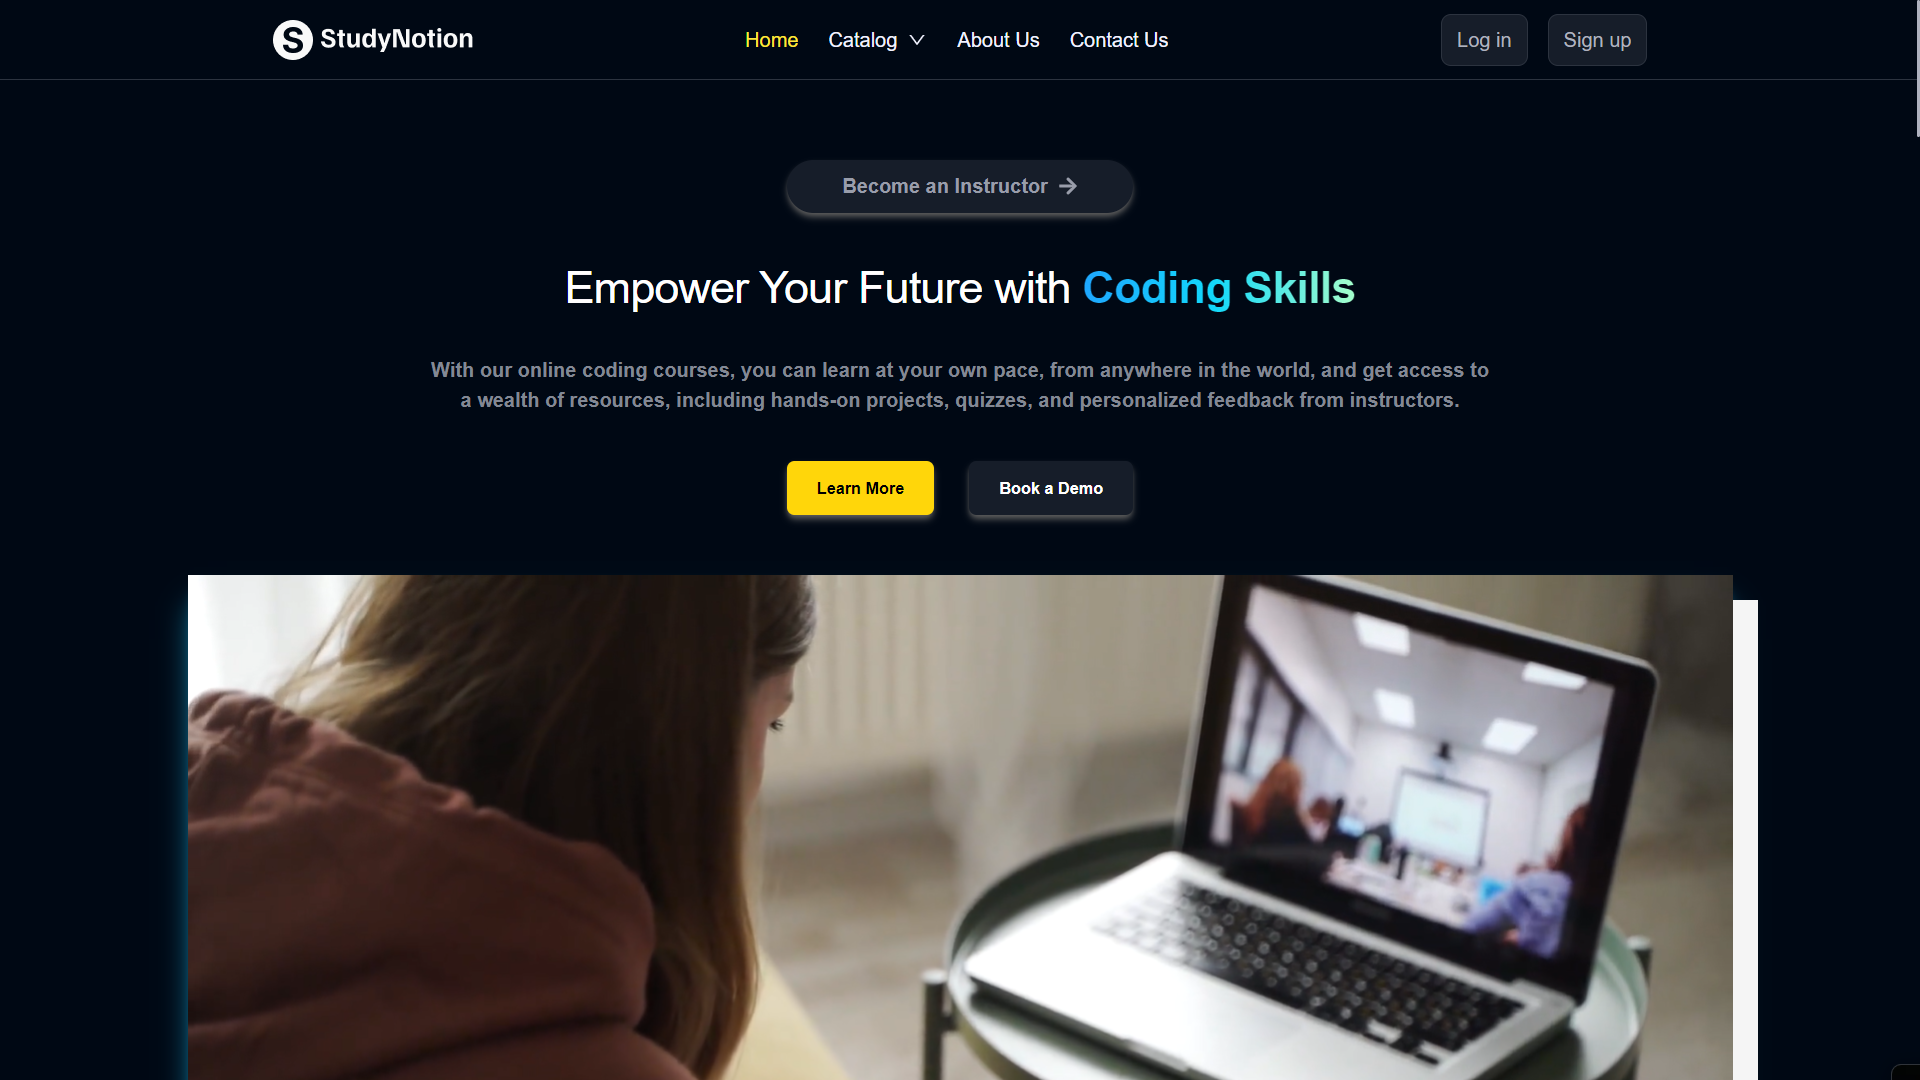 StudyNotion
Home Catalog About Us Contact Us
Log in Sign up
Become an Instructor
Empower Your Future with Coding Skills
With our online coding courses, you can learn at your own pace, from anywhere in the world, and get access to
a wealth of resources, including hands-on projects, quizzes, and personalized feedback from instructors.
Learn More Book a Demo